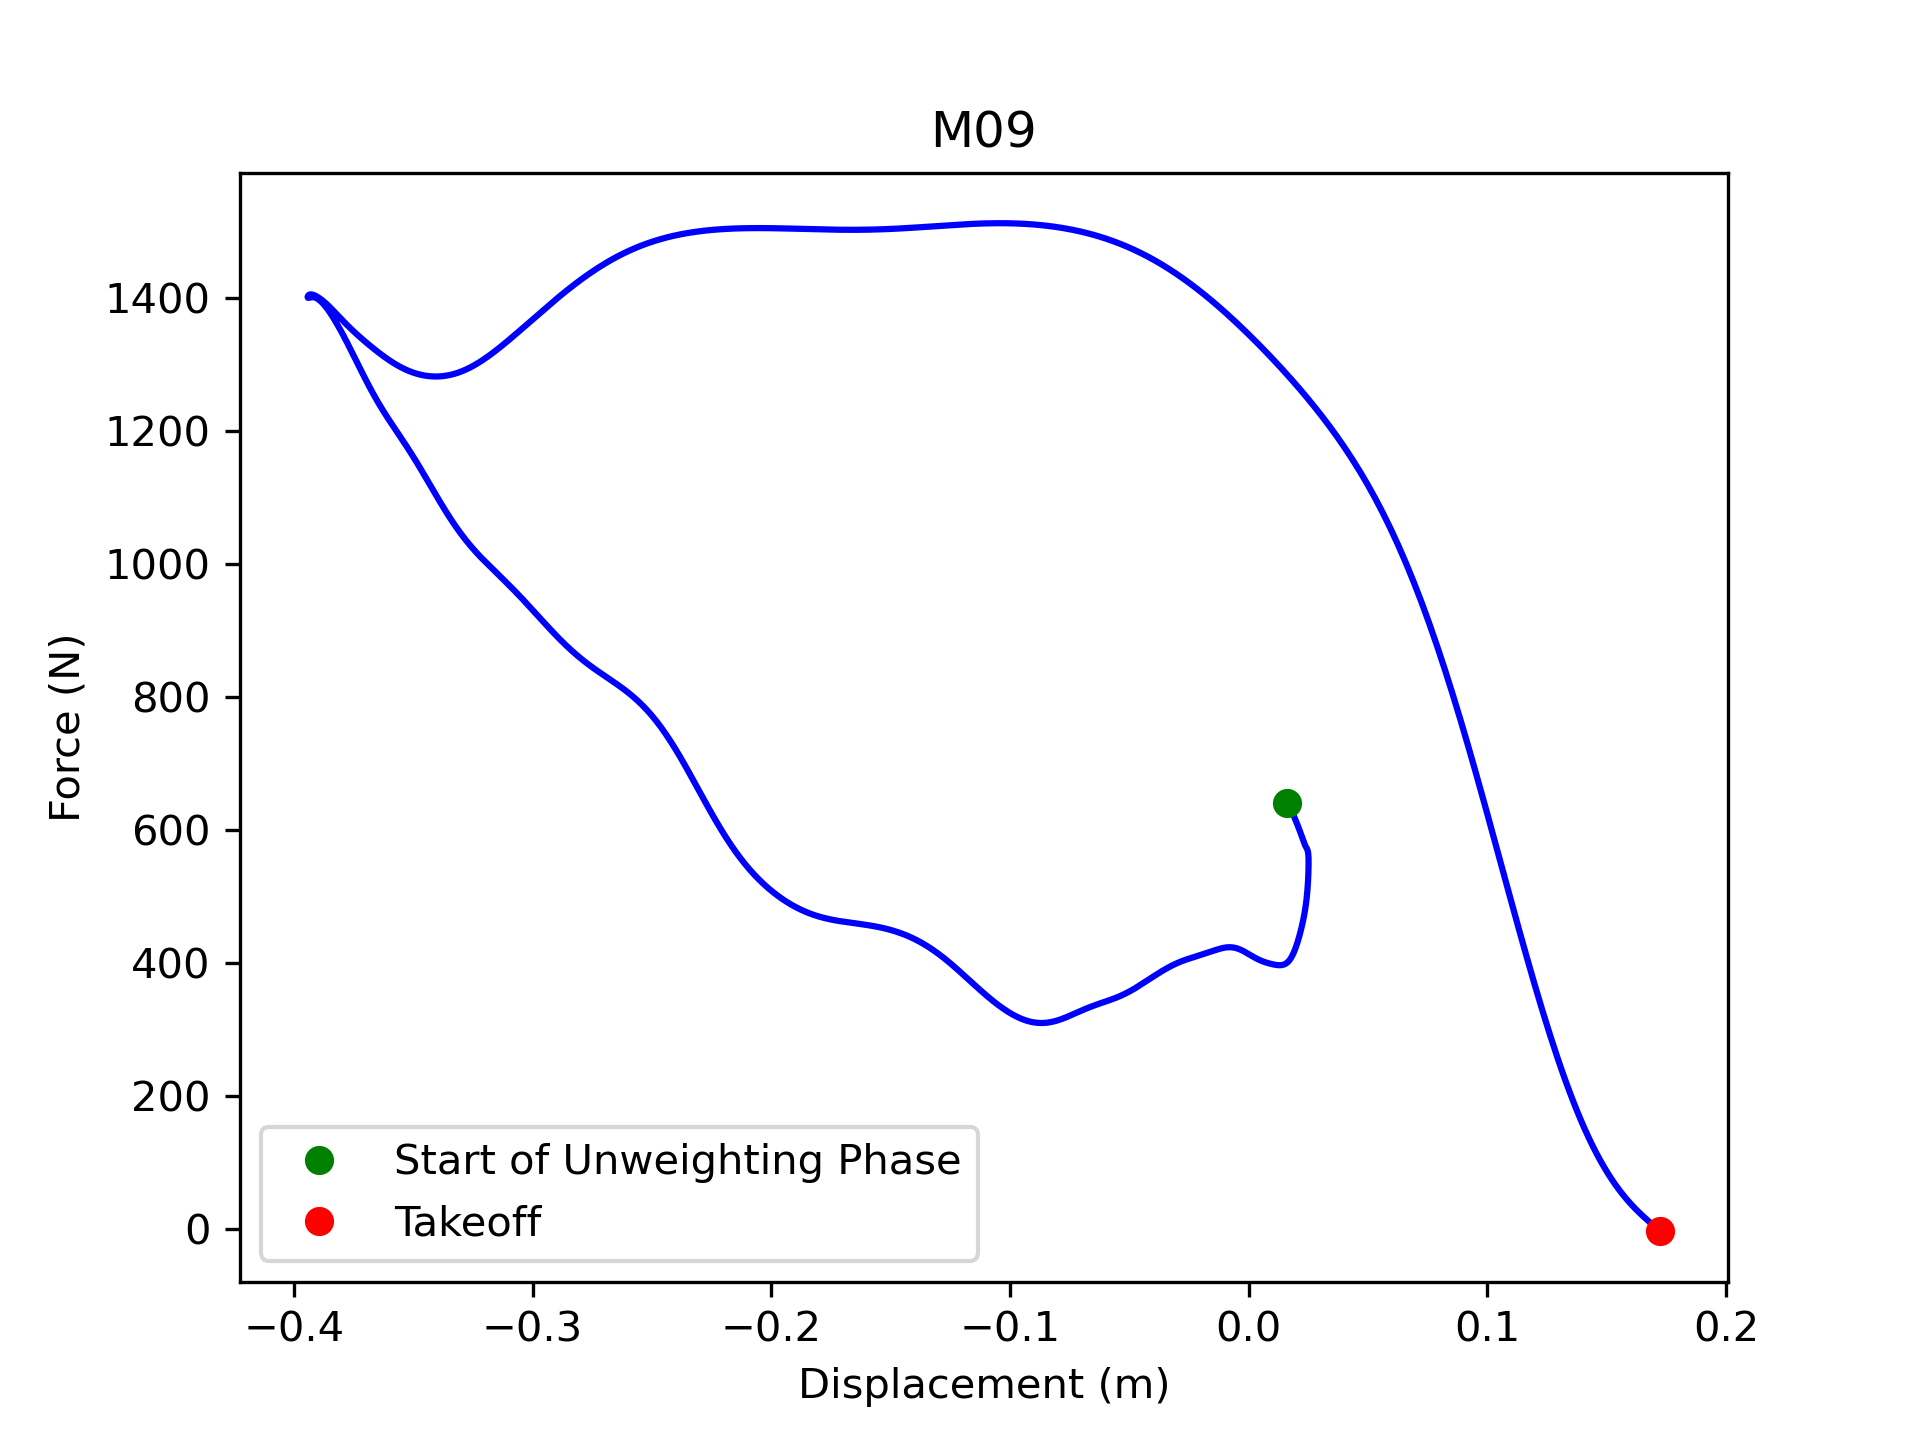 M09
Force (N)
1400
1200
1000
800
600
400
200
0
Start of Unweighting Phase
Takeoff
−0.4 −0.3 −0.2 −0.1 0.0 0.1 0.2
Displacement (m)